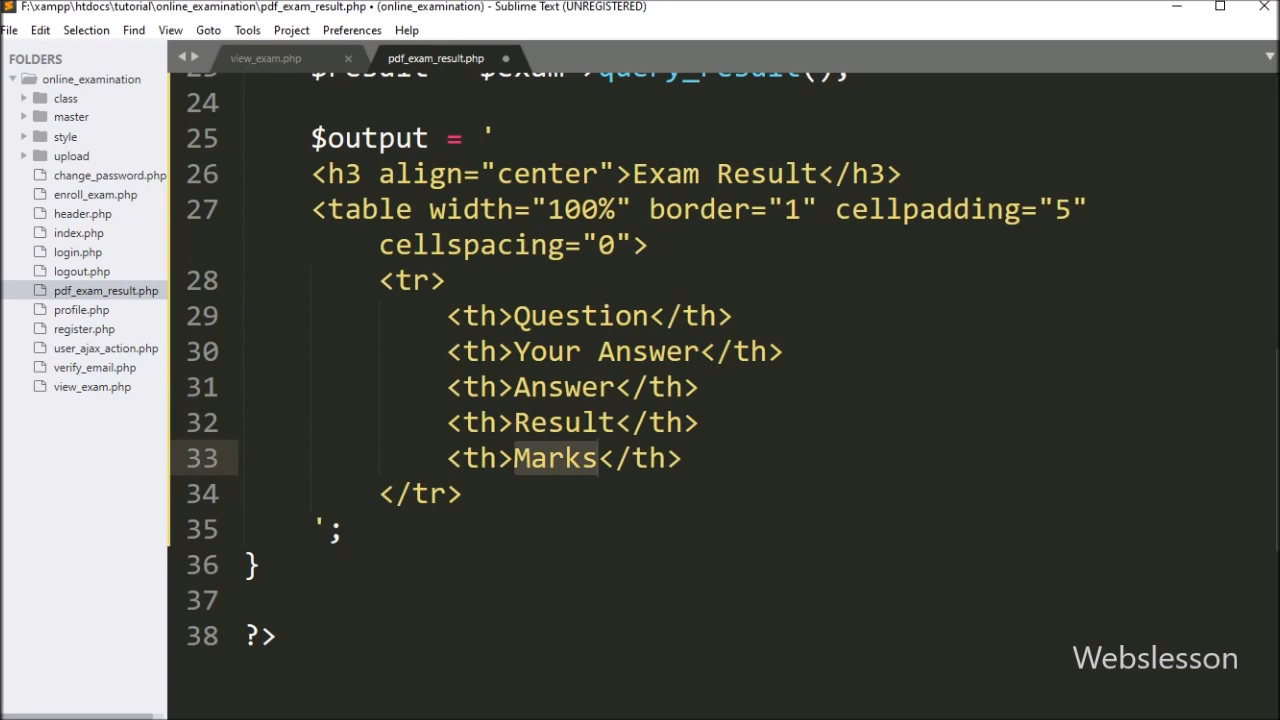 F:\xampp\htdocs\tutorial\online_examination\pdf_exam_result.php • (online_examination) - Sublime Text (UNREGISTERED)
File Edit Selection Find View Goto Tools Project Preferences Help
FOLDERS
online_examination
class
master
style
upload
change_password.php
enroll_exam.php
header.php
index.php
login.php
logout.php
pdf_exam_result.php
profile.php
register.php
user_ajax_action.php
verify_email.php
view_exam.php
view_exam.php × pdf_exam_result.php
23 $result = $exam->query_result();
24
25 $output = '
26 <h3 align="center">Exam Result</h3>
27 <table width="100%" border="1" cellpadding="5"
cellspacing="0">
28 <tr>
29 <th>Question</th>
30 <th>Your Answer</th>
31 <th>Answer</th>
32 <th>Result</th>
33 <th>Marks</th>
34 </tr>
35 ';
36 }
37
38 ?>
Webslesson